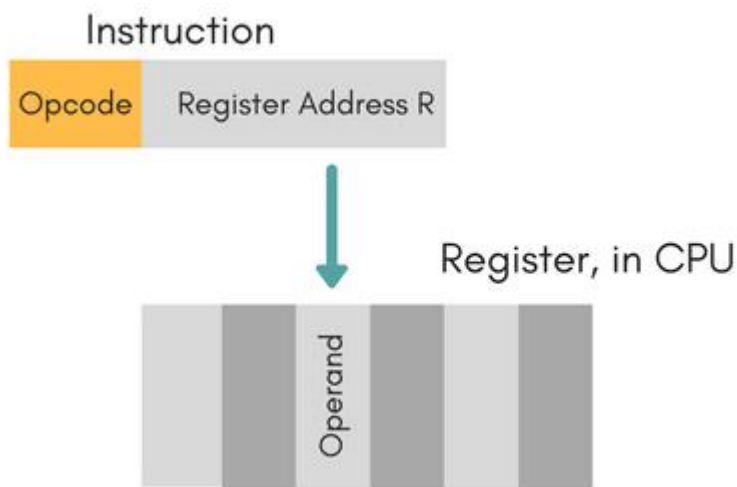 Instruction
Opcode Register Address R
Register, in CPU
Operand